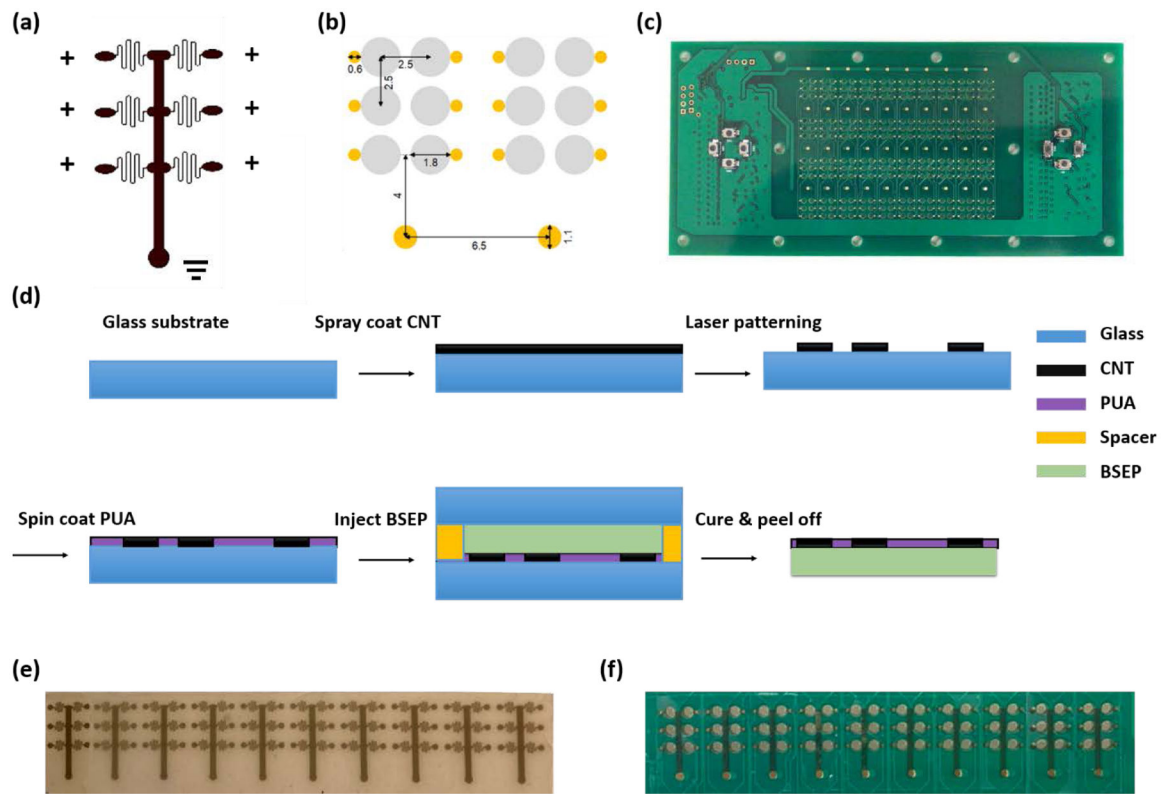 (a)
(b)
(c)
+ +
+ +
+ +
0.6
2.5
2.5
1.8
4
6.5
1.1
(d)
Glass substrate
Spray coat CNT
Laser patterning
Glass
CNT
PUA
Spacer
BSEP
Spin coat PUA
Inject BSEP
Cure & peel off
(e)
(f)